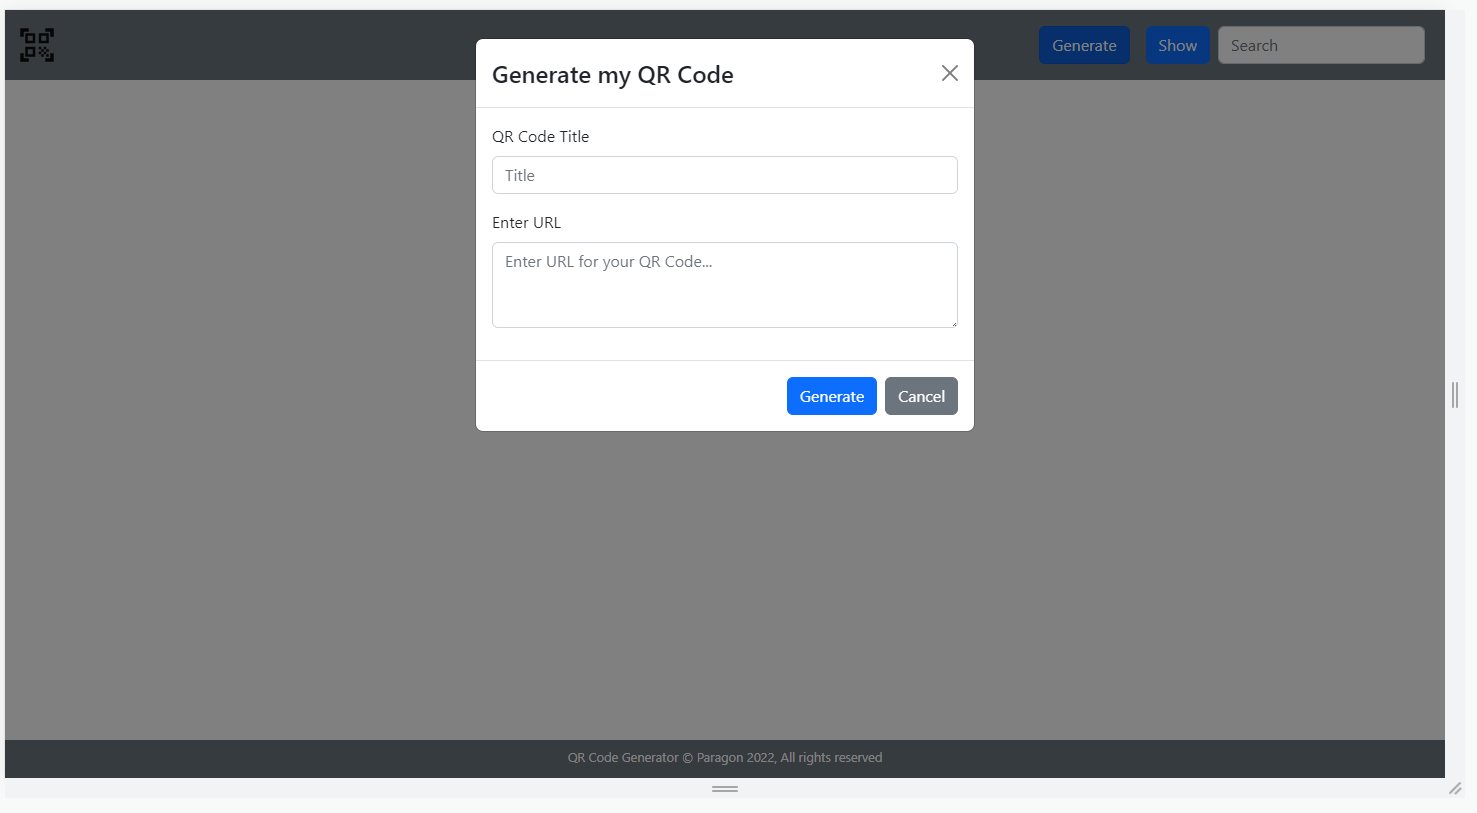 Generate
Show
Search
Generate my QR Code
QR Code Title
Title
Enter URL
Enter URL for your QR Code...
Generate
Cancel
QR Code Generator © Paragon 2022, All rights reserved